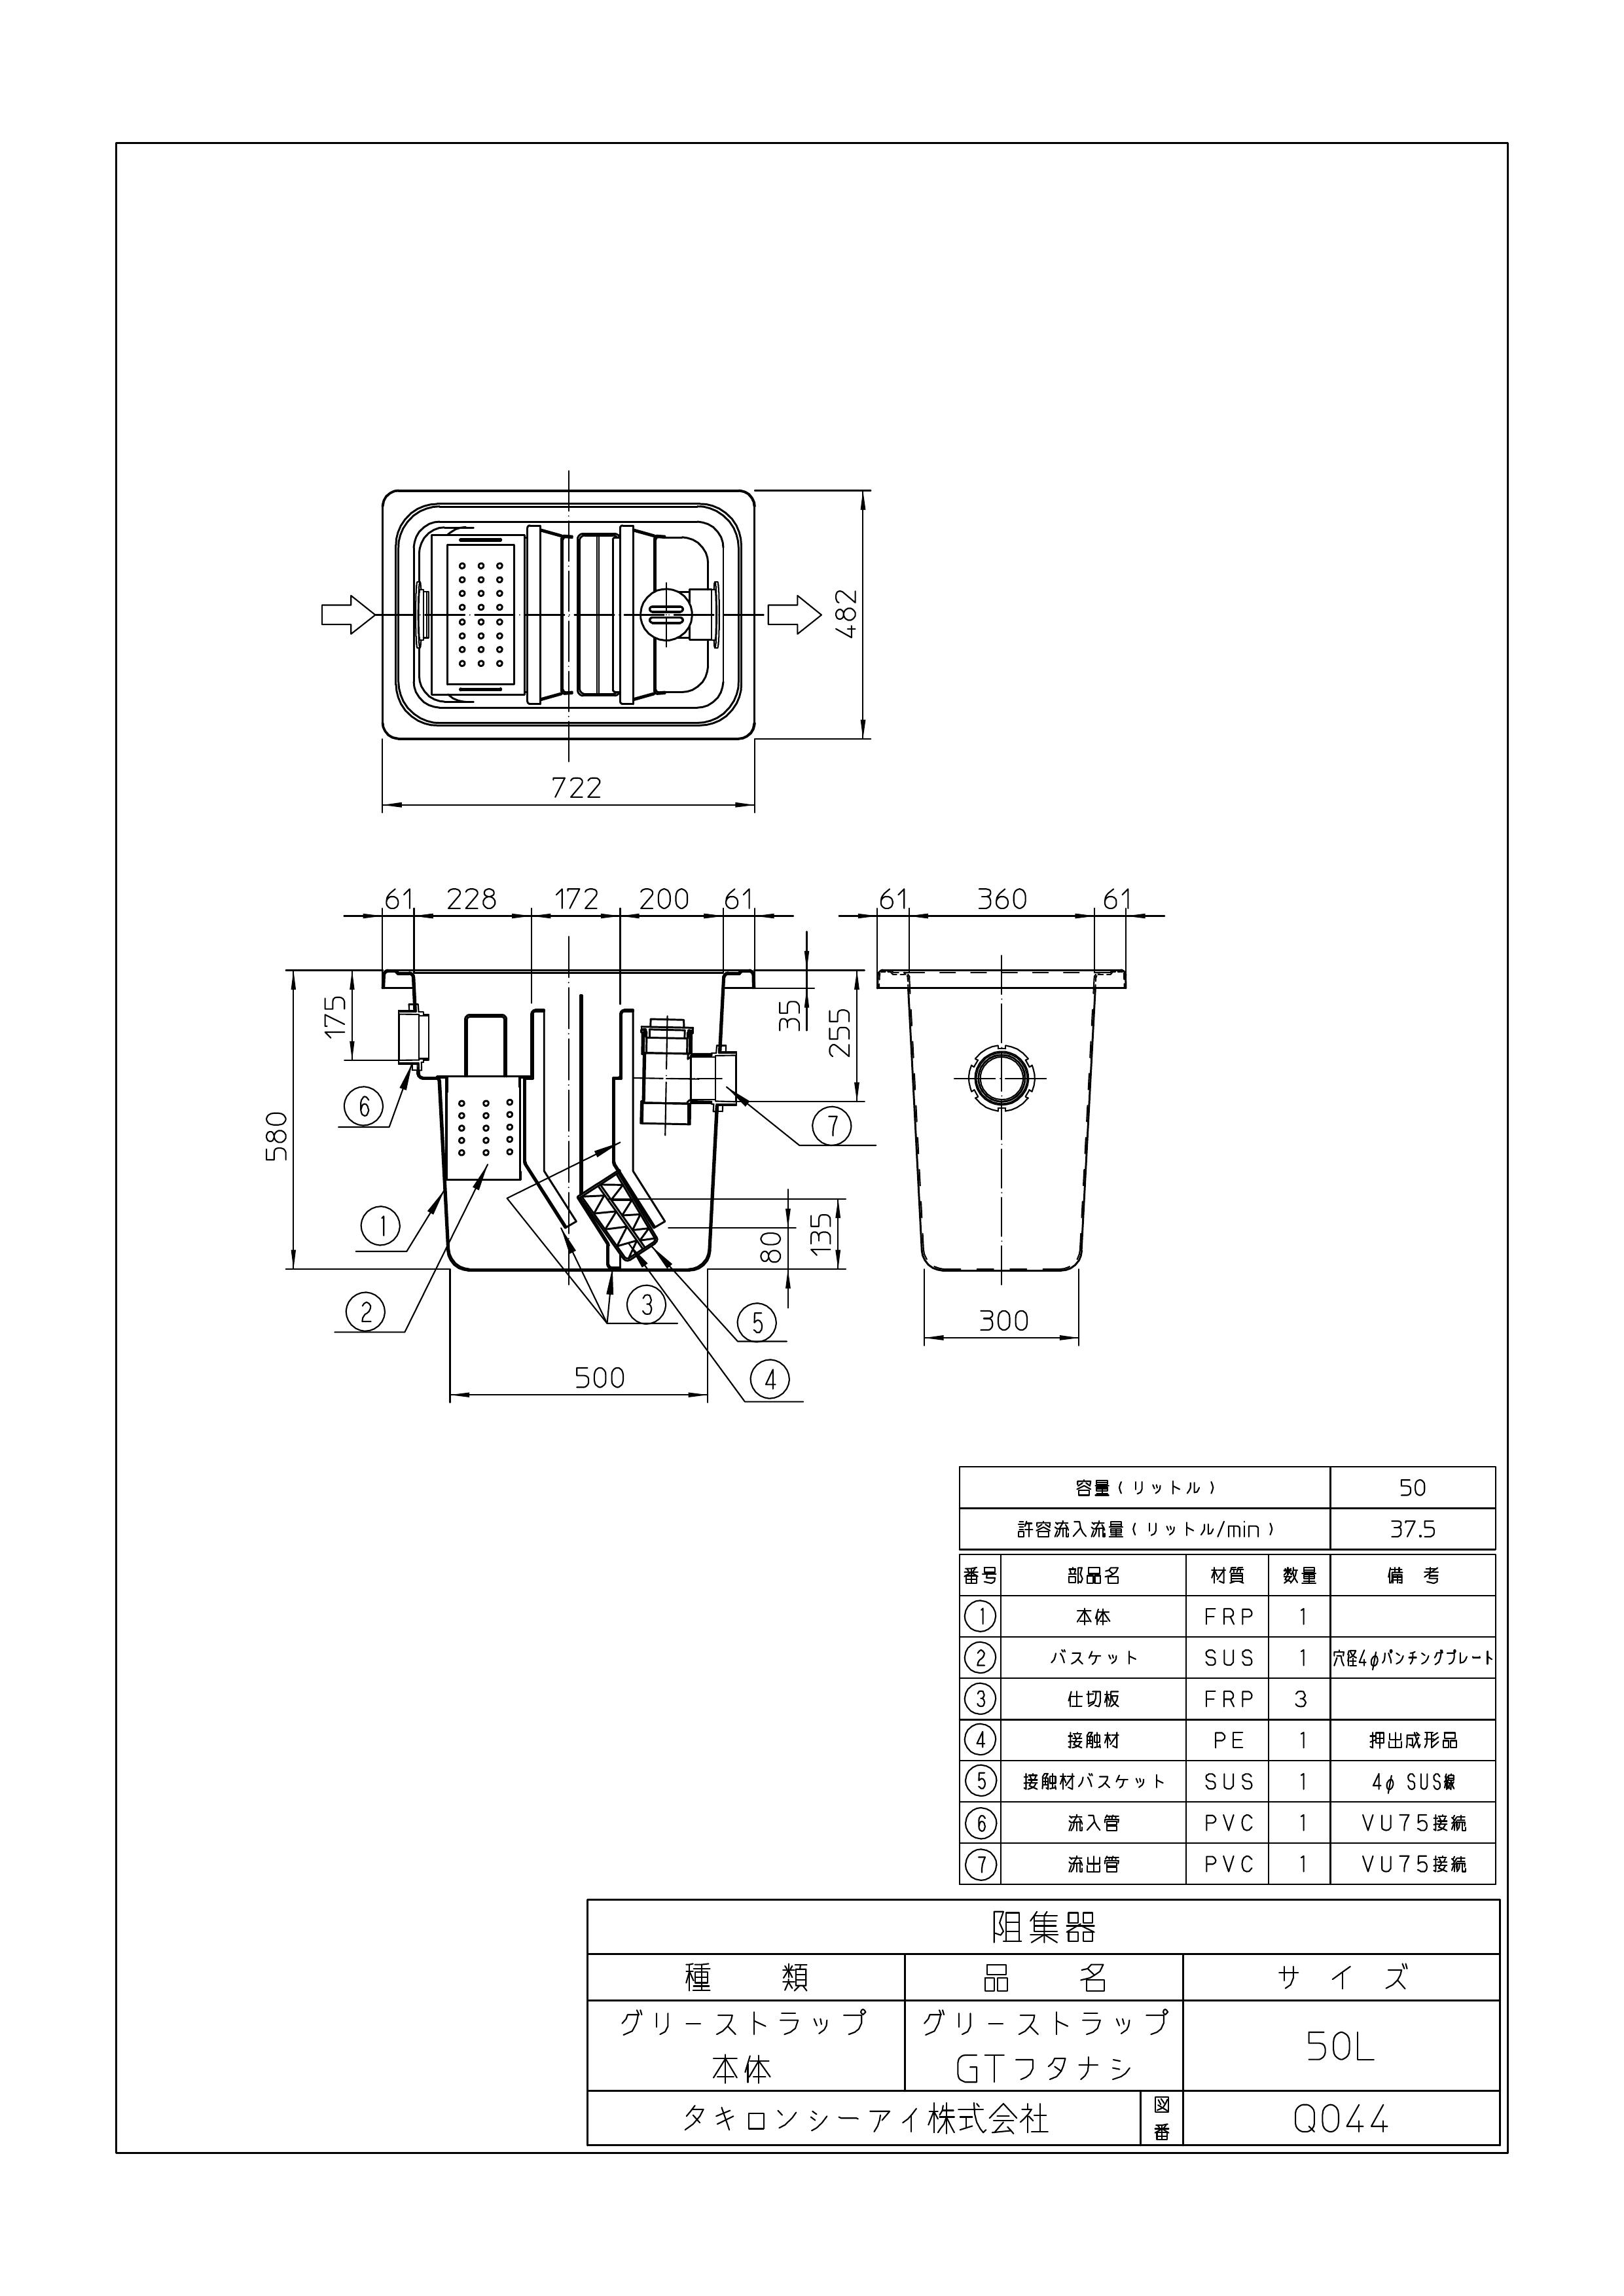 482
722
61 228 172 200 61
61 360 61
580
175
35
255
135
80
500
300
1
2
3
4
5
6
7
容量(リットル) 50
許容流入流量(リットル/min) 37.5
番号 部品名 材質 数量 備 考
1 本体 FRP 1
2 バスケット SUS 1 穴径4φパンチングプレート
3 仕切板 FRP 3
4 接触材 PE 1 押出成形品
5 接触材バスケット SUS 1 4φ SUS線
6 流入管 PVC 1 VU75接続
7 流出管 PVC 1 VU75接続
阻集器
種 類 品 名 サ イ ズ
グリーストラップ グリーストラップ
本体 GTフタナシ 50L
タキロンシーアイ株式会社 図番 Q044